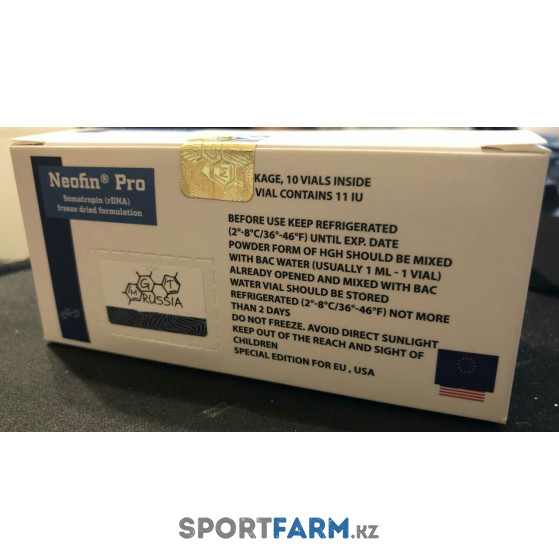 Neofin® Pro
Somatropin (rDNA)
freeze dried formulation
KAGE, 10 VIALS INSIDE
VIAL CONTAINS 11 IU
BEFORE USE KEEP REFRIGERATED
(2°-8°C/36°-46°F) UNTIL EXP. DATE
POWDER FORM OF HGH SHOULD BE MIXED
WITH BAC WATER (USUALLY 1 ML - 1 VIAL)
ALREADY OPENED AND MIXED WITH BAC
WATER VIAL SHOULD BE STORED
REFRIGERATED (2°-8°C/36°-46°F) NOT MORE
THAN 2 DAYS
DO NOT FREEZE. AVOID DIRECT SUNLIGHT
KEEP OUT OF THE REACH AND SIGHT OF
CHILDREN
SPECIAL EDITION FOR EU , USA
MGT
RUSSIA
SPORTFARM.KZ